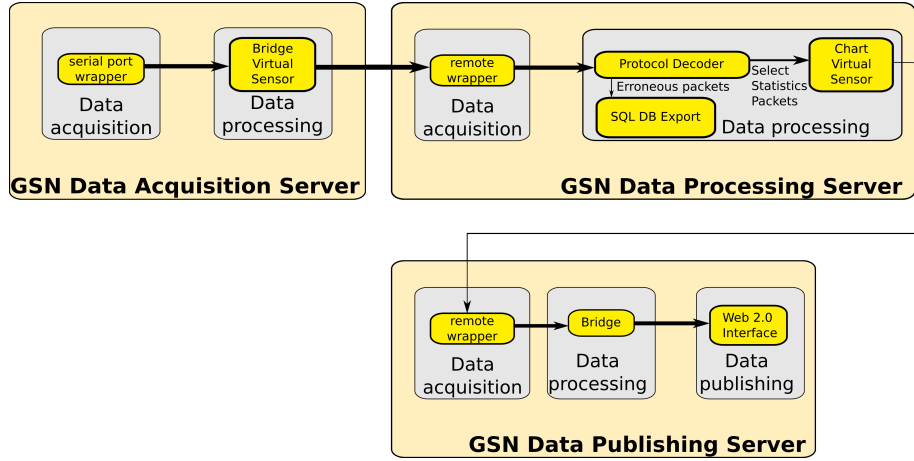 serial port
wrapper
Data
acquisition
Bridge
Virtual
Sensor
Data
processing
GSN Data Acquisition Server
remote
wrapper
Data
acquisition
Protocol Decoder
Erroneous packets
SQL DB Export
Select
Statistics
Packets
Chart
Virtual
Sensor
Data processing
GSN Data Processing Server
remote
wrapper
Data
acquisition
Bridge
Data
processing
Web 2.0
Interface
Data
publishing
GSN Data Publishing Server